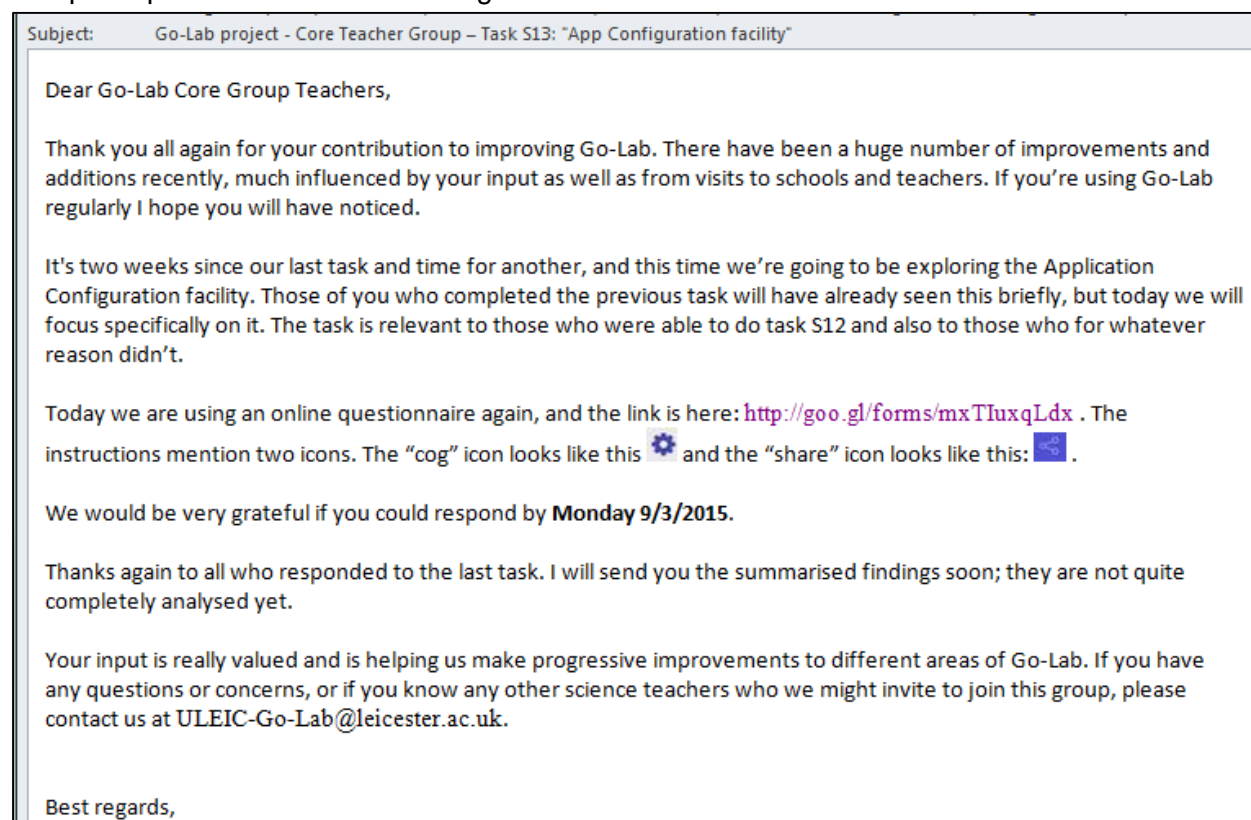 Subject: Go-Lab project - Core Teacher Group – Task S13: "App Configuration facility"
Dear Go-Lab Core Group Teachers,
Thank you all again for your contribution to improving Go-Lab. There have been a huge number of improvements and
additions recently, much influenced by your input as well as from visits to schools and teachers. If you’re using Go-Lab
regularly I hope you will have noticed.
It's two weeks since our last task and time for another, and this time we’re going to be exploring the Application
Configuration facility. Those of you who completed the previous task will have already seen this briefly, but today we will
focus specifically on it. The task is relevant to those who were able to do task S12 and also to those who for whatever
reason didn’t.
Today we are using an online questionnaire again, and the link is here: http://goo.gl/forms/mxTIuxqLdx . The
instructions mention two icons. The “cog” icon looks like this and the “share” icon looks like this: .
We would be very grateful if you could respond by Monday 9/3/2015.
Thanks again to all who responded to the last task. I will send you the summarised findings soon; they are not quite
completely analysed yet.
Your input is really valued and is helping us make progressive improvements to different areas of Go-Lab. If you have
any questions or concerns, or if you know any other science teachers who we might invite to join this group, please
contact us at ULEIC-Go-Lab@leicester.ac.uk.
Best regards,